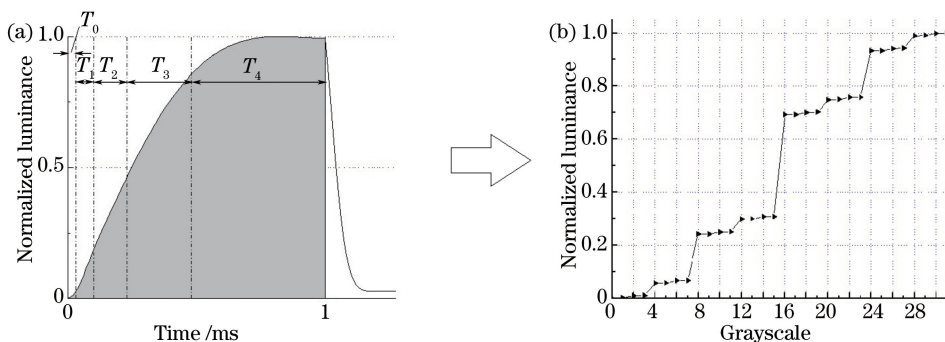 (a)
T₀
1.0
T₁ T₂ T₃ T₄
0.5
0
0 1
Time /ms
Normalized luminance
(b)
1.0
0.8
0.6
0.4
0.2
0
0 4 8 12 16 20 24 28
Grayscale
Normalized luminance